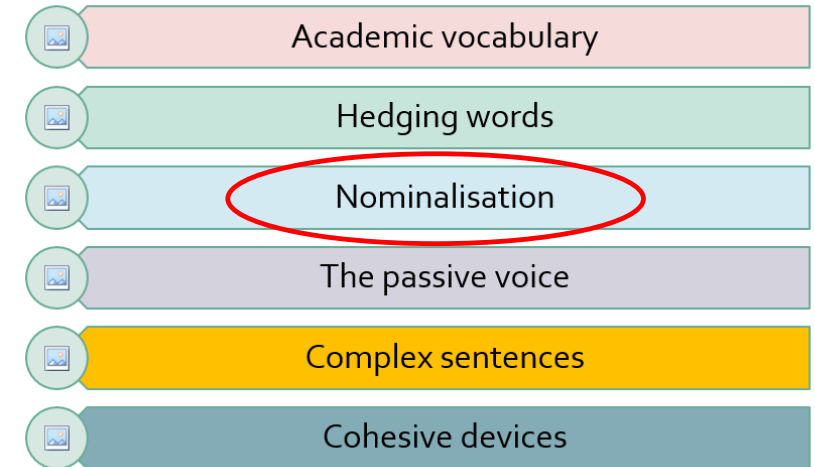 Academic vocabulary
Hedging words
Nominalisation
The passive voice
Complex sentences
Cohesive devices